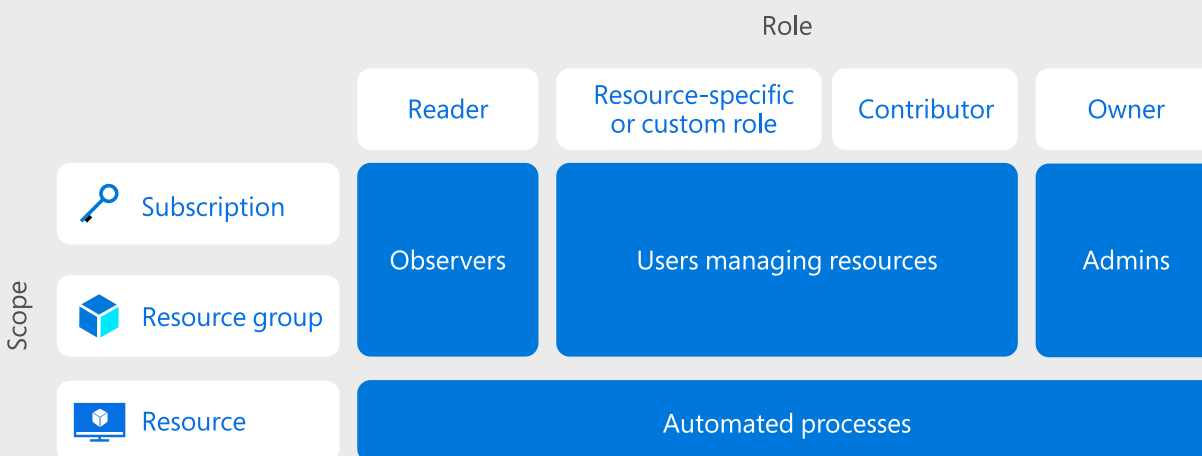 Role
Reader
Resource-specific
or custom role
Contributor
Owner
Scope
Subscription
Observers
Users managing resources
Admins
Resource group
Resource
Automated processes